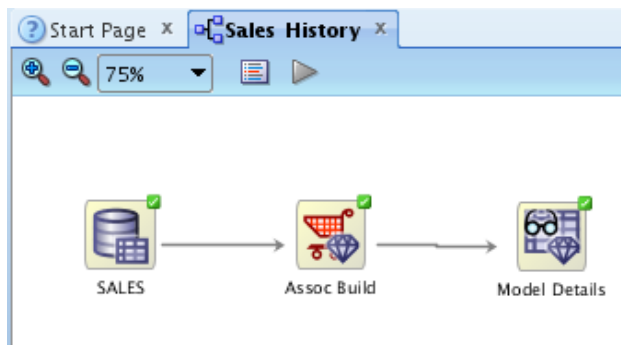 Start Page x Sales History x
75%
SALES Assoc Build Model Details